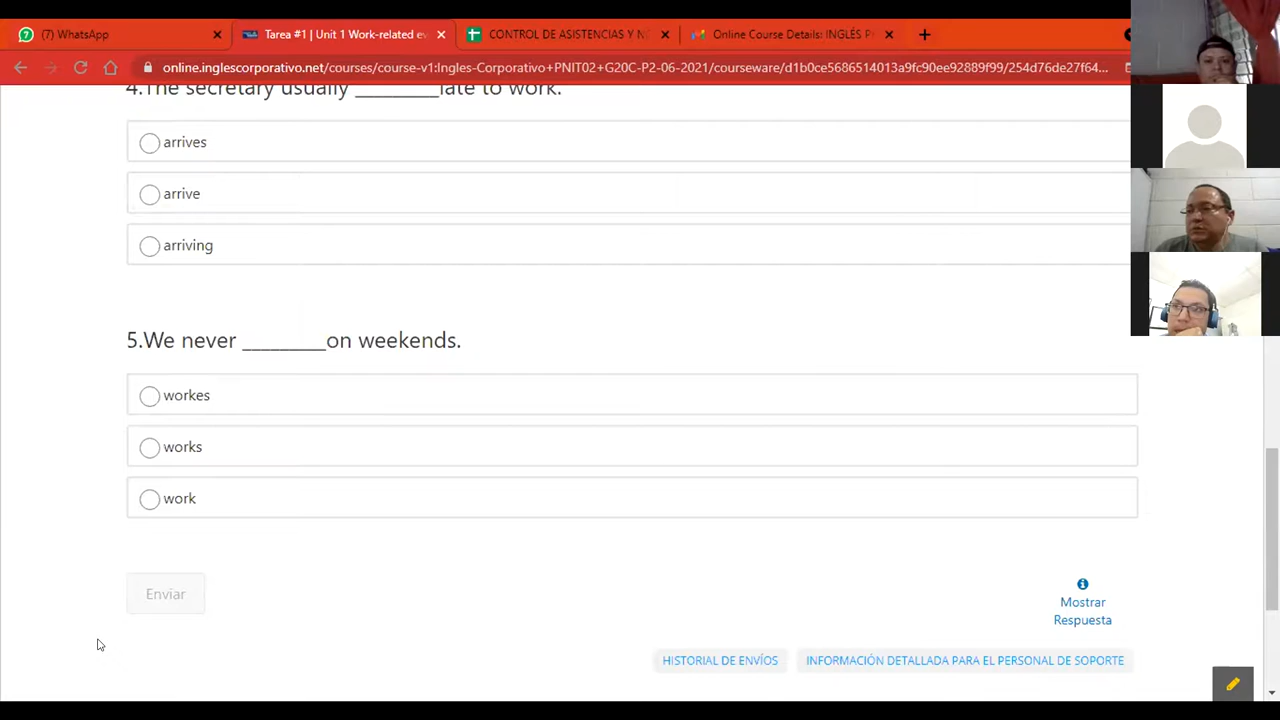 (7) WhatsApp
Tarea #1 | Unit 1 Work-related e
CONTROL DE ASISTENCIAS Y N
Online Course Details: INGLÉS P
online.inglescorporativo.net/courses/course-v1:Ingles-Corporativo+PNIT02+G20C-P2-06-2021/courseware/d1b0ce5686514013a9fc90ee92889f99/254d76de27f64...
4.The secretary usually _________late to work.
arrives
arrive
arriving
5.We never _________on weekends.
workes
works
work
Enviar
Mostrar
Respuesta
HISTORIAL DE ENVÍOS
INFORMACIÓN DETALLADA PARA EL PERSONAL DE SOPORTE